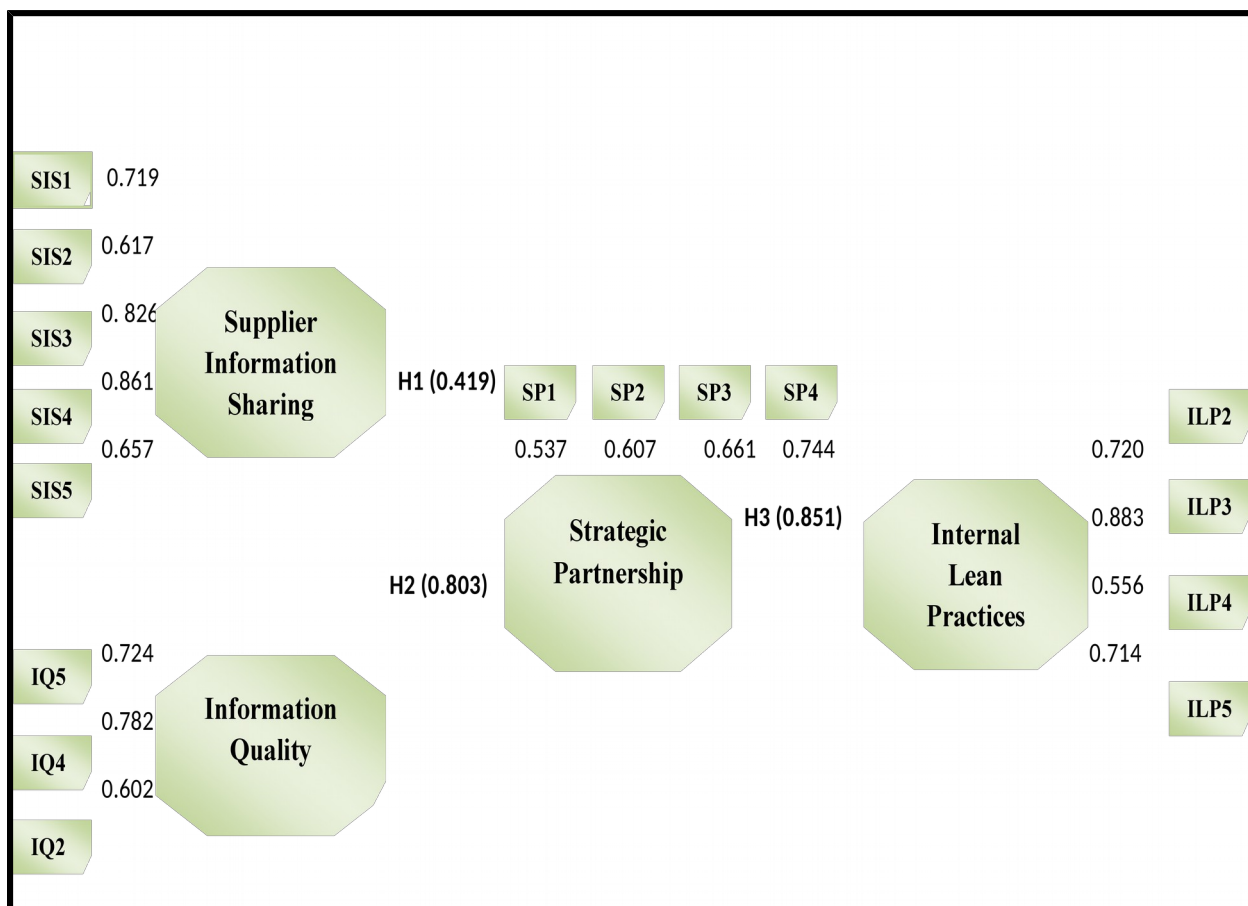 SIS1
0.719
SIS2
0.617
SIS3
0. 826
SIS4
0.861
SIS5
0.657
Supplier
Information
Sharing
H1 (0.419)
SP1
SP2
SP3
SP4
0.537
0.607
0.661
0.744
Strategic
Partnership
H2 (0.803)
H3 (0.851)
Internal
Lean
Practices
0.720
0.883
0.556
0.714
ILP2
ILP3
ILP4
ILP5
IQ5
0.724
IQ4
0.782
IQ2
0.602
Information
Quality